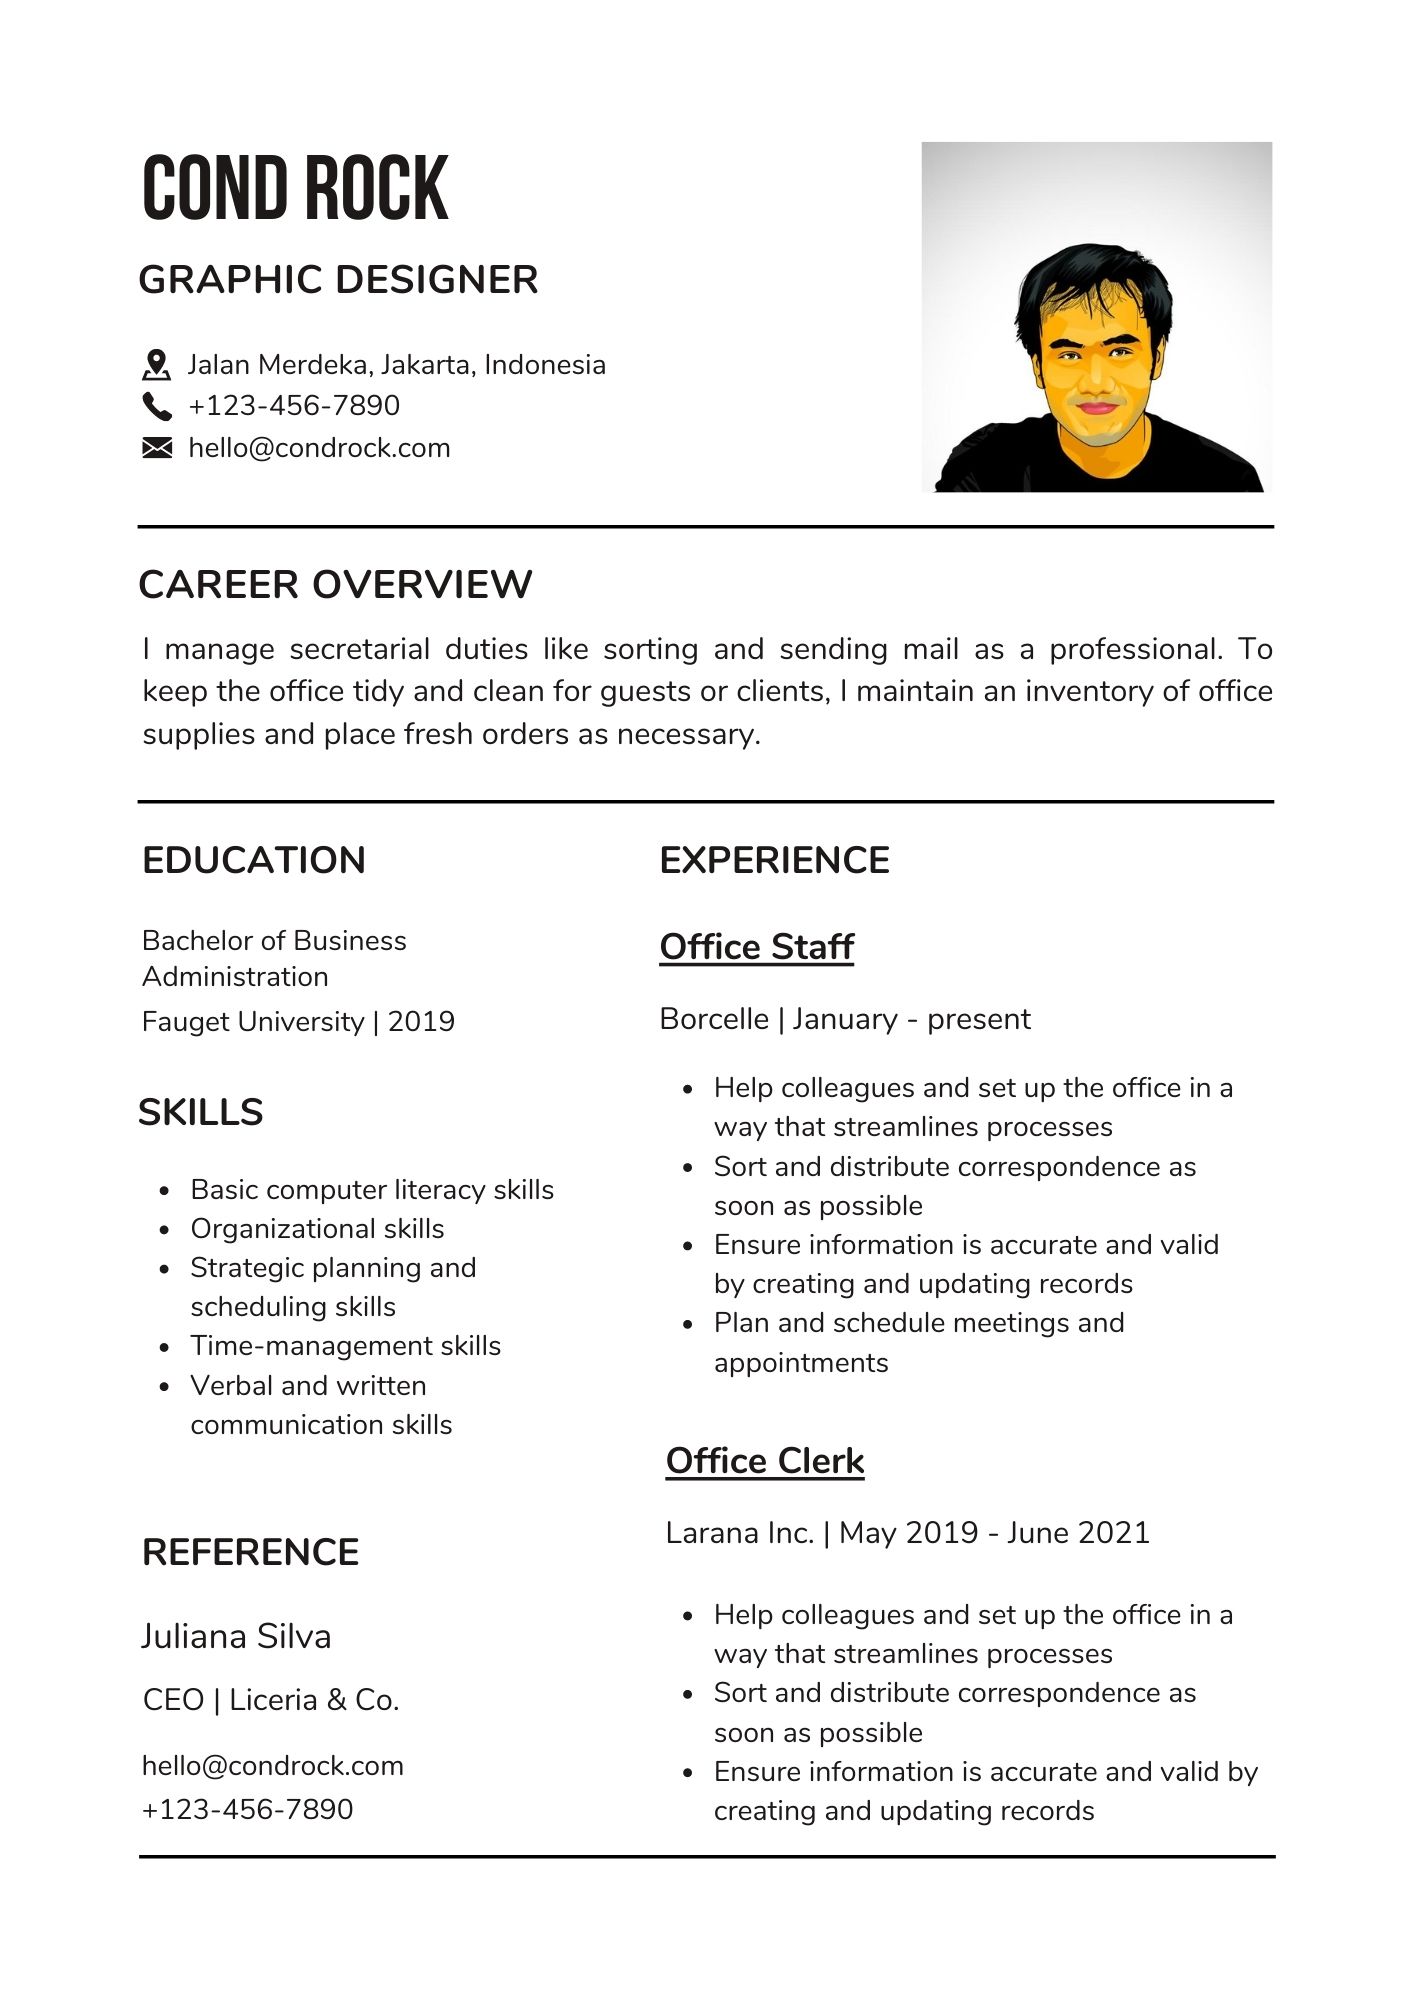 COND ROCK
GRAPHIC DESIGNER
Jalan Merdeka, Jakarta, Indonesia
+123-456-7890
hello@condrock.com
CAREER OVERVIEW
I manage secretarial duties like sorting and sending mail as a professional. To
keep the office tidy and clean for guests or clients, I maintain an inventory of office
supplies and place fresh orders as necessary.
EDUCATION
Bachelor of Business
Administration
Fauget University | 2019
SKILLS
• Basic computer literacy skills
• Organizational skills
• Strategic planning and
scheduling skills
• Time-management skills
• Verbal and written
communication skills
REFERENCE
Juliana Silva
CEO | Liceria & Co.
hello@condrock.com
+123-456-7890
EXPERIENCE
Office Staff
Borcelle | January - present
• Help colleagues and set up the office in a
way that streamlines processes
• Sort and distribute correspondence as
soon as possible
• Ensure information is accurate and valid
by creating and updating records
• Plan and schedule meetings and
appointments
Office Clerk
Larana Inc. | May 2019 - June 2021
• Help colleagues and set up the office in a
way that streamlines processes
• Sort and distribute correspondence as
soon as possible
• Ensure information is accurate and valid by
creating and updating records